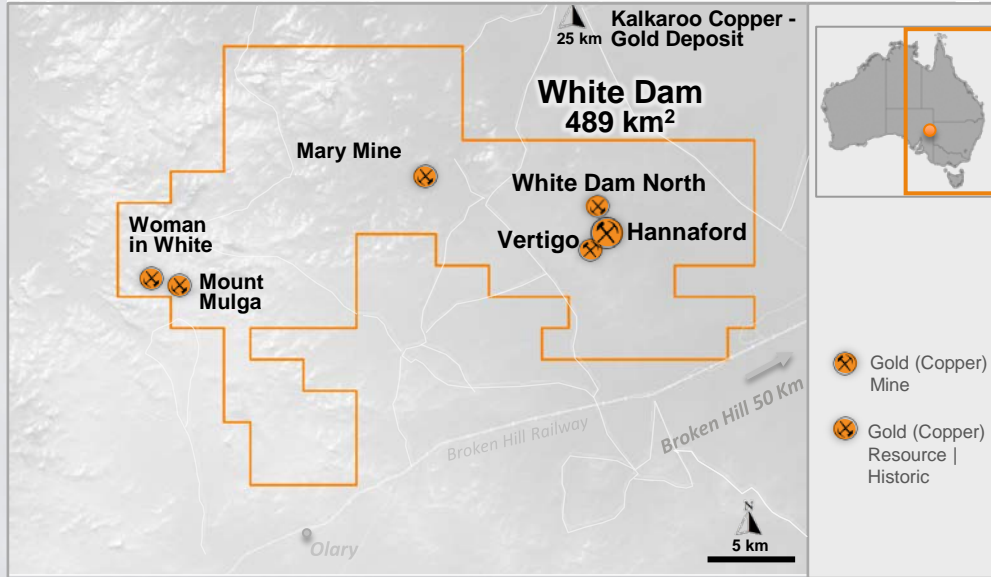 25 km
Kalkaroo Copper -
Gold Deposit
White Dam
489 km²
Mary Mine
White Dam North
Woman
in White
Vertigo
Hannaford
Mount
Mulga
Gold (Copper)
Mine
Broken Hill 50 Km
Broken Hill Railway
Gold (Copper)
Resource |
Historic
N
Olary
5 km